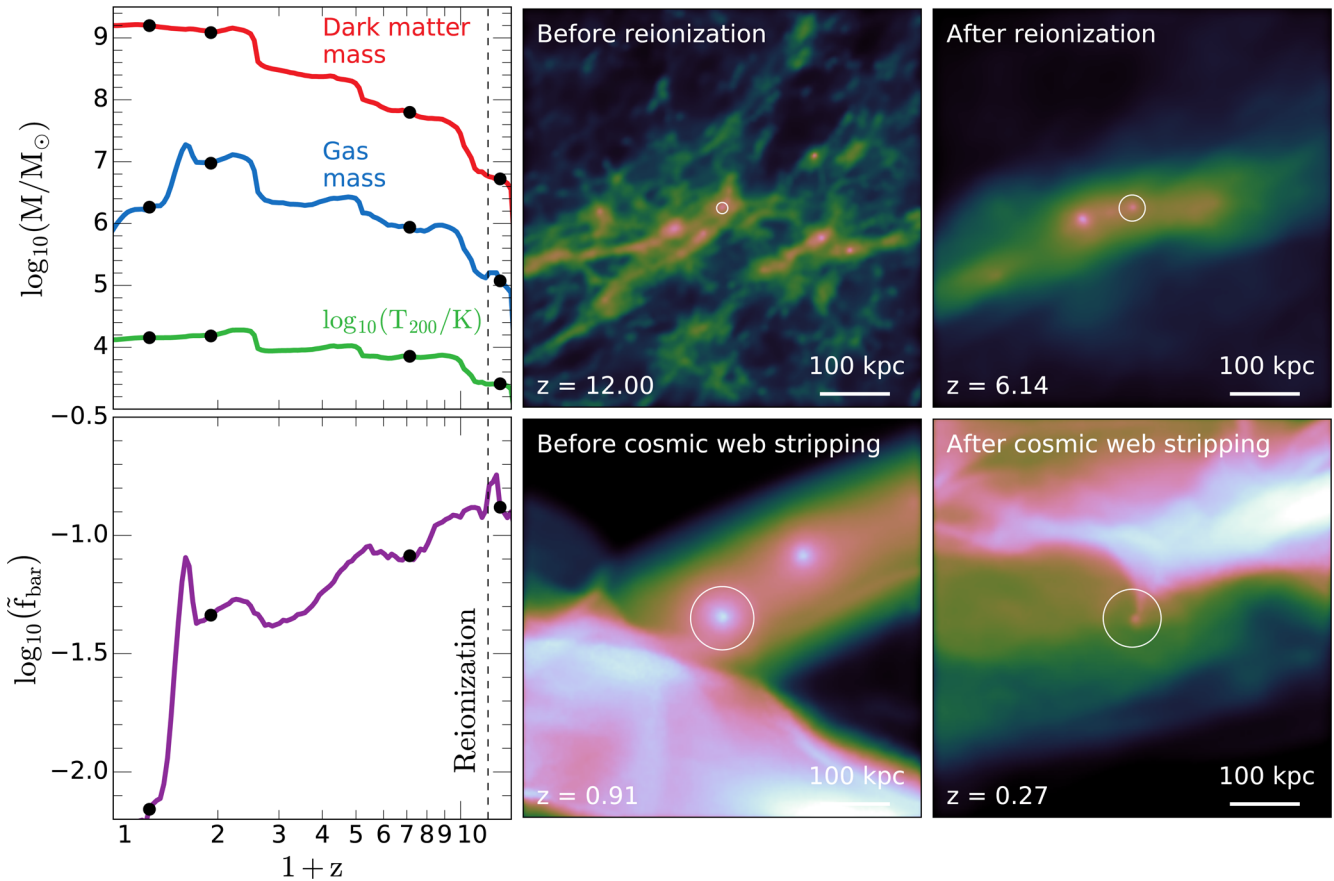 Dark matter
mass
Gas
mass
log₁₀(T₂₀₀/K)
log₁₀(M/M⊙)
9
8
7
6
5
4
Before reionization
z = 12.00
100 kpc
After reionization
z = 6.14
100 kpc
−0.5
−1.0
−1.5
−2.0
log₁₀(f̃bar)
Reionization
1 2 3 4 5 6 7 8 9 10
1 + z
Before cosmic web stripping
z = 0.91
100 kpc
After cosmic web stripping
z = 0.27
100 kpc